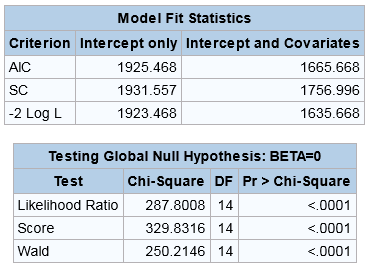 Model Fit Statistics
Criterion Intercept only Intercept and Covariates
AIC 1925.468 1665.668
SC 1931.557 1756.996
-2 Log L 1923.468 1635.668
Testing Global Null Hypothesis: BETA=0
Test Chi-Square DF Pr > Chi-Square
Likelihood Ratio 287.8008 14 <.0001
Score 329.8316 14 <.0001
Wald 250.2146 14 <.0001